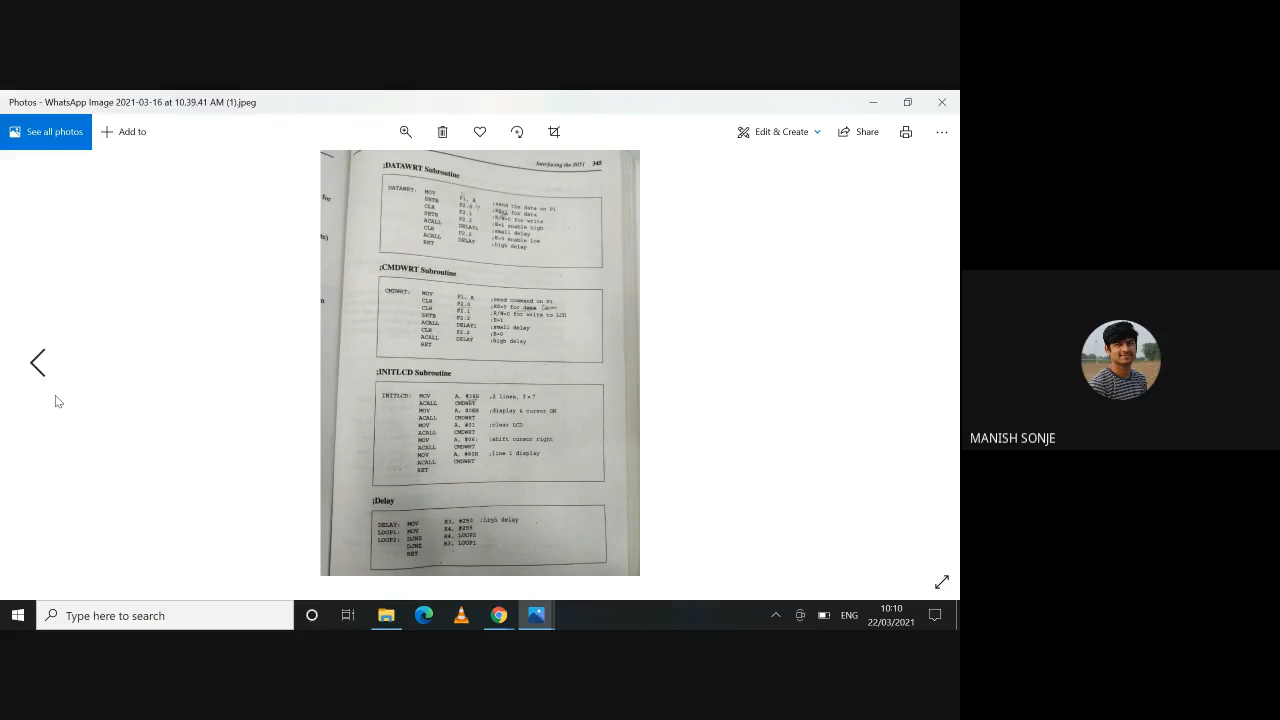 Photos - WhatsApp Image 2021-03-16 at 10.39.41 AM (1).jpeg
See all photos
Add to
Edit & Create
Share
Interfacing the 8051 345
;DATAWRT Subroutine
DATAWRT: MOV P1, A ;send the data on P1
SETB P2.0 ;RS=1 for data
CLR P2.1 ;R/W=0 for write
SETB P2.2 ;E=1 enable high
ACALL DELAY1 ;small delay
CLR P2.2 ;E=0 enable low
ACALL DELAY ;high delay
RET
;CMDWRT Subroutine
CMDWRT: MOV P1, A ;send command on P1
CLR P2.0 ;RS=0 for
CLR P2.1 ;R/W=0 for write to LCD
SETB P2.2 ;E=1
ACALL DELAY1 ;small delay
CLR P2.2 ;E=0
ACALL DELAY ;high delay
RET
;INITLCD Subroutine
INITLCD: MOV A, ;2 lines, 5×7
ACALL CMDWRT
MOV A, #0EH ;display & cursor ON
ACALL CMDWRT
MOV A, #01 ;clear LCD
ACALL CMDWRT
MOV A, #06; ;shift cursor right
ACALL CMDWRT
MOV A, #80H ;line 1 display
ACALL CMDWRT
RET
;Delay
DELAY: MOV R3, #250 ;high delay
LOOP1: MOV R4, #255
LOOP2: DJNZ R4, LOOP2
DJNZ R3, LOOP1
RET
for
MANISH SONJE
Type here to search
ENG
10:10
22/03/2021